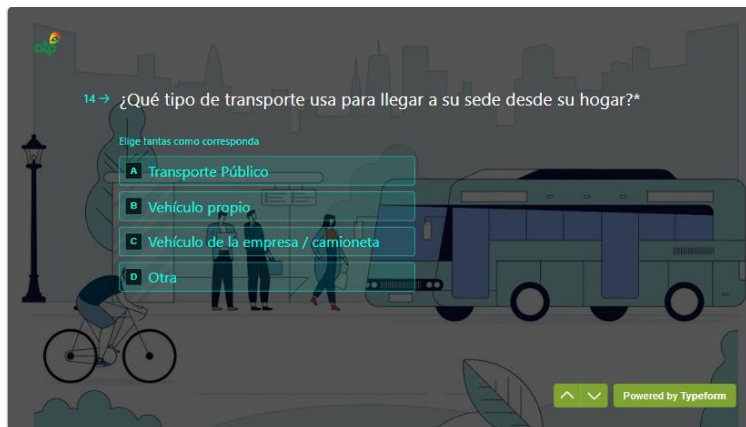 alp
14 → ¿Qué tipo de transporte usa para llegar a su sede desde su hogar?*
Elige tantas como corresponda
A Transporte Público
B Vehículo propio
C Vehículo de la empresa / camioneta
D Otra
Powered by Typeform